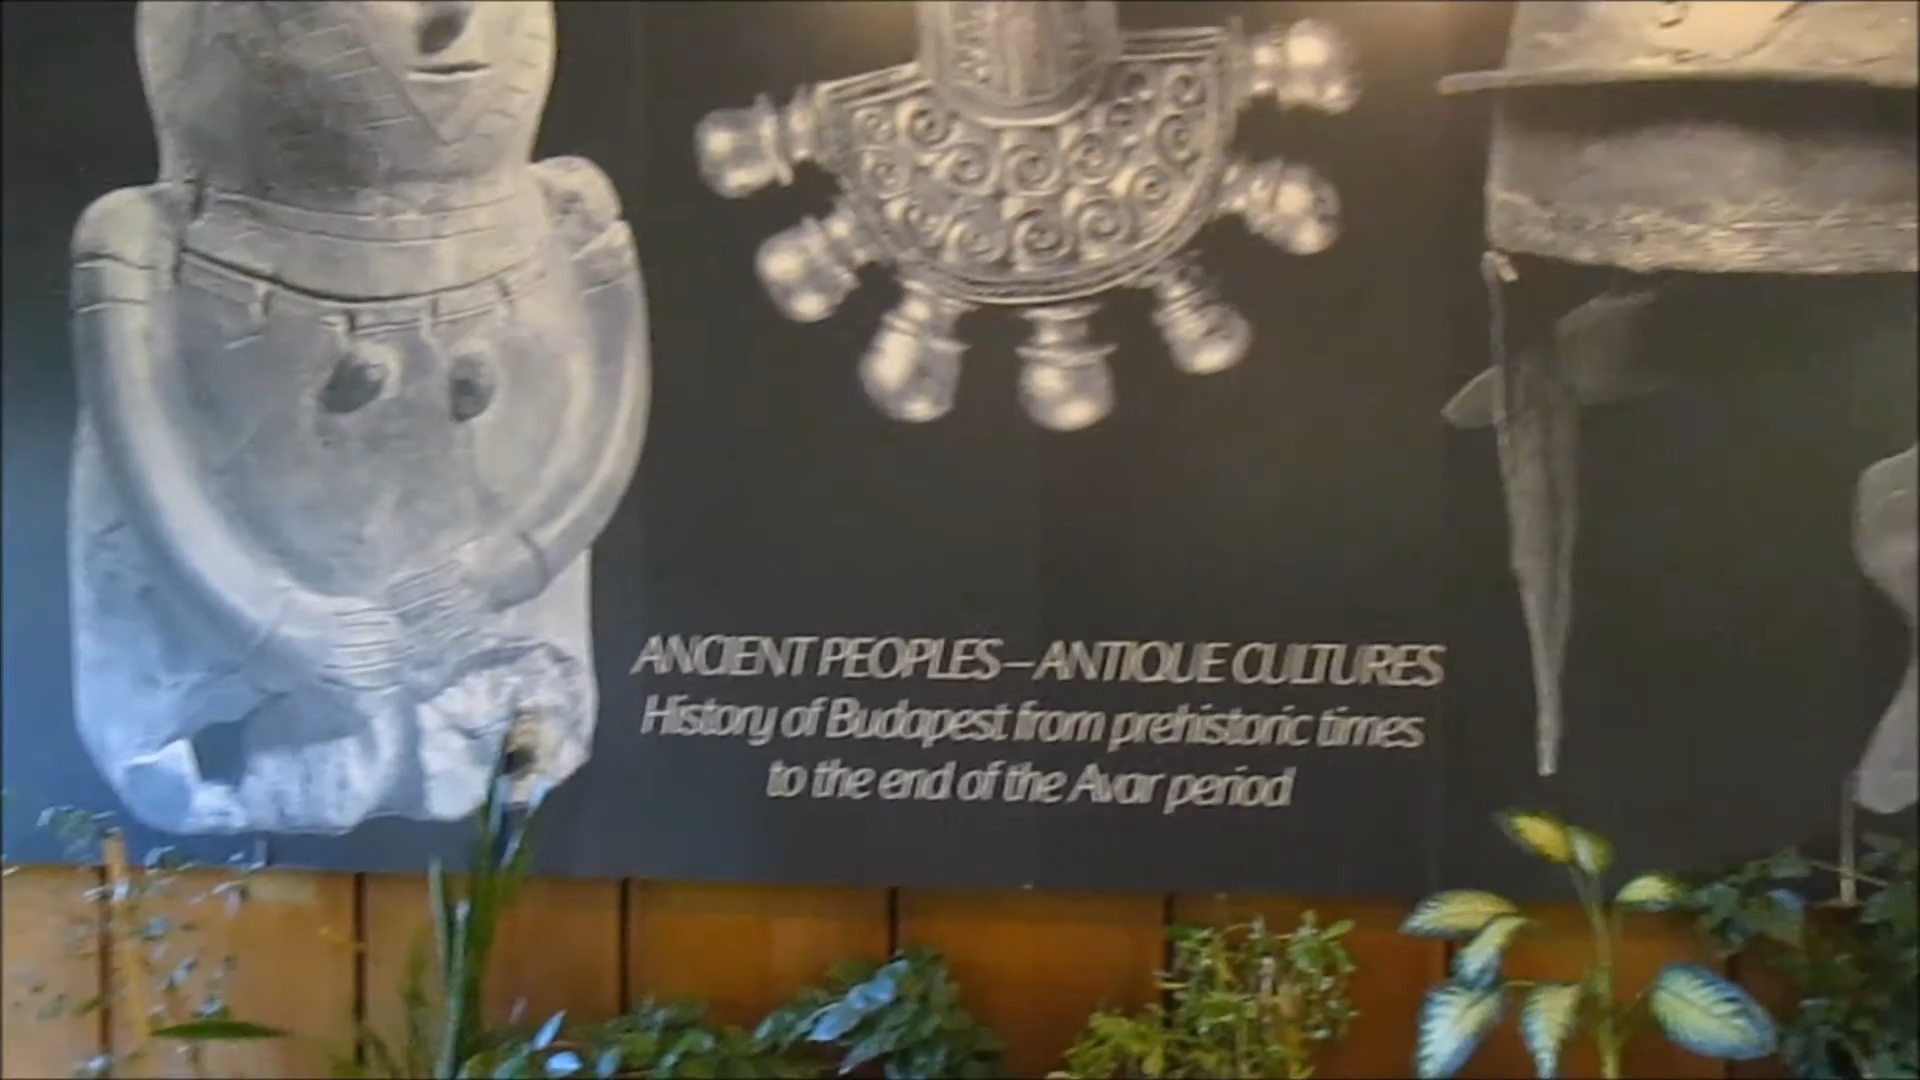 ANCIENT PEOPLES – ANTIQUE CULTURES
History of Budapest from prehistoric times
to the end of the Avar period